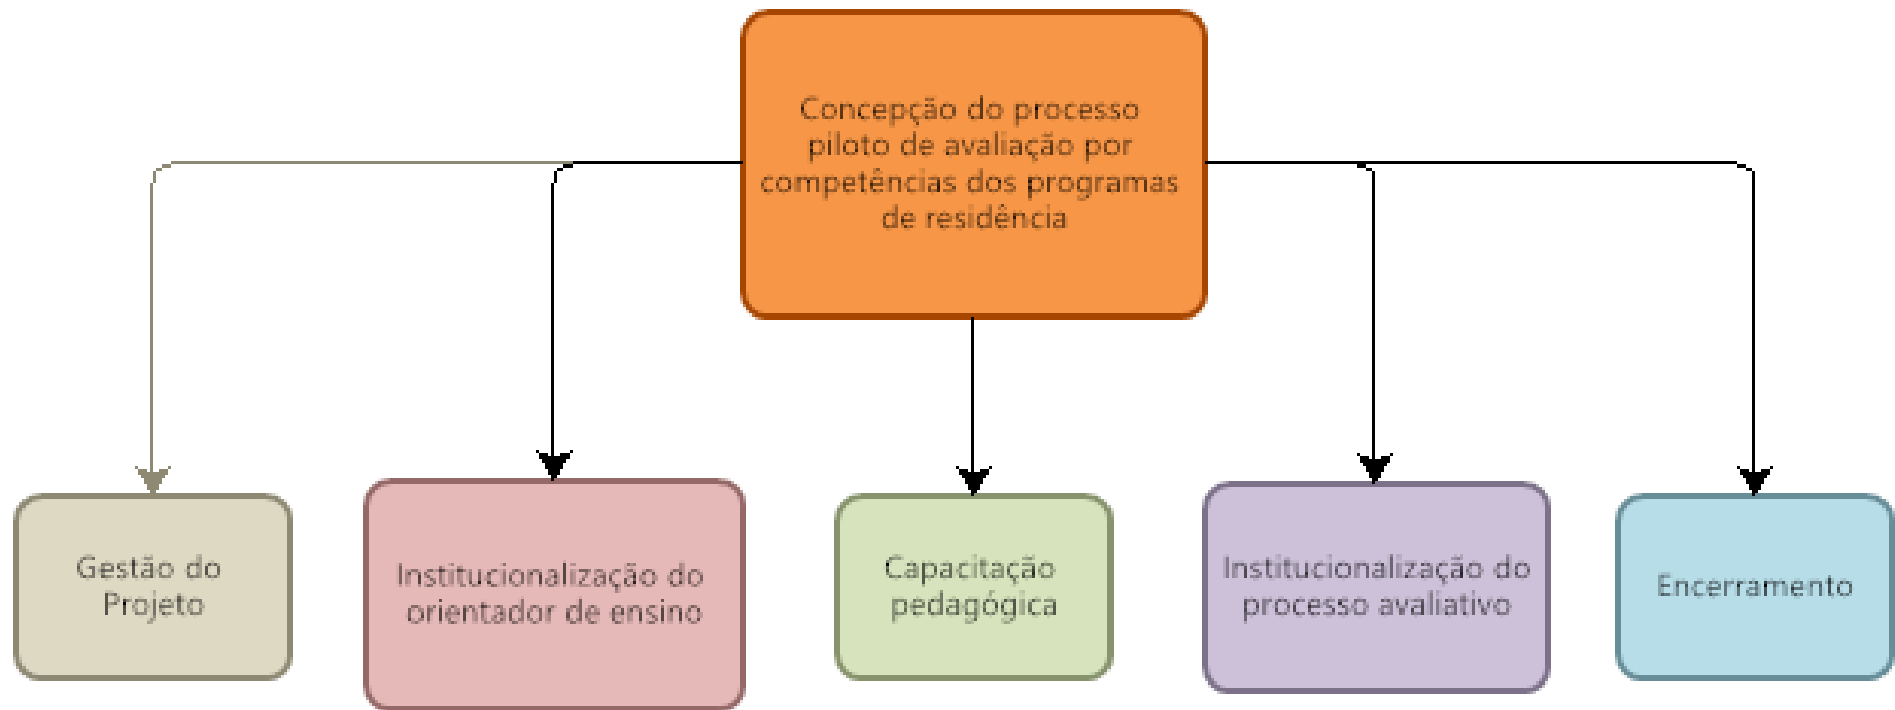 Concepção do processo
piloto de avaliação por
competências dos programas
de residência
Gestão do
Projeto
Institucionalização do
orientador de ensino
Capacitação
pedagógica
Institucionalização do
processo avaliativo
Encerramento